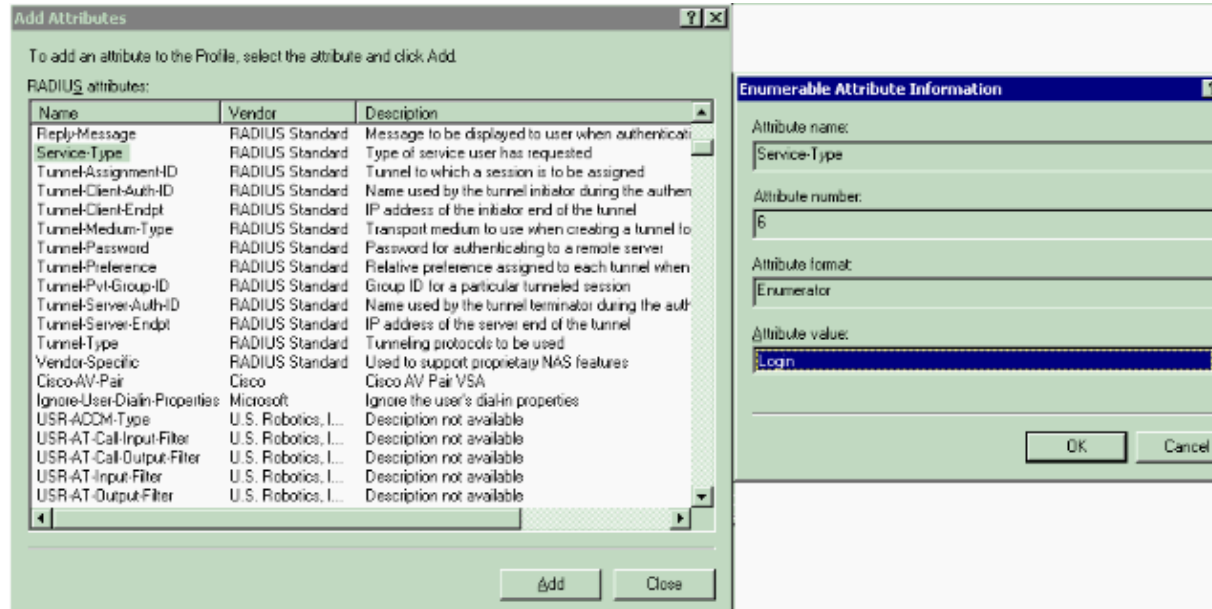 Add Attributes
To add an attribute to the Profile, select the attribute and click Add.
RADIUS attributes:
Name Vendor Description
Reply-Message RADIUS Standard Message to be displayed to user when authenticati
Service-Type RADIUS Standard Type of service user has requested
Tunnel-Assignment-ID RADIUS Standard Tunnel to which a session is to be assigned
Tunnel-Client-Auth-ID RADIUS Standard Name used by the tunnel initiator during the authen
Tunnel-Client-Endpt RADIUS Standard IP address of the initiator end of the tunnel
Tunnel-Medium-Type RADIUS Standard Transport medium to use when creating a tunnel fo
Tunnel-Password RADIUS Standard Password for authenticating to a remote server
Tunnel-Preference RADIUS Standard Relative preference assigned to each tunnel when
Tunnel-Pvt-Group-ID RADIUS Standard Group ID for a particular tunneled session
Tunnel-Server-Auth-ID RADIUS Standard Name used by the tunnel terminator during the auth
Tunnel-Server-Endpt RADIUS Standard IP address of the server end of the tunnel
Tunnel-Type RADIUS Standard Tunneling protocols to be used
Vendor-Specific RADIUS Standard Used to support proprietary NAS features
Cisco-AV-Pair Cisco Cisco AV Pair VSA
Ignore-User-Dialin-Properties Microsoft Ignore the user's dial-in properties
USR-ACCM-Type U.S. Robotics, I... Description not available
USR-AT-Call-Input-Filter U.S. Robotics, I... Description not available
USR-AT-Call-Output-Filter U.S. Robotics, I... Description not available
USR-AT-Input-Filter U.S. Robotics, I... Description not available
USR-AT-Output-Filter U.S. Robotics, I... Description not available
Add Close
Enumerable Attribute Information
Attribute name:
Service-Type
Attribute number:
6
Attribute format:
Enumerator
Attribute value:
Login
OK Cancel